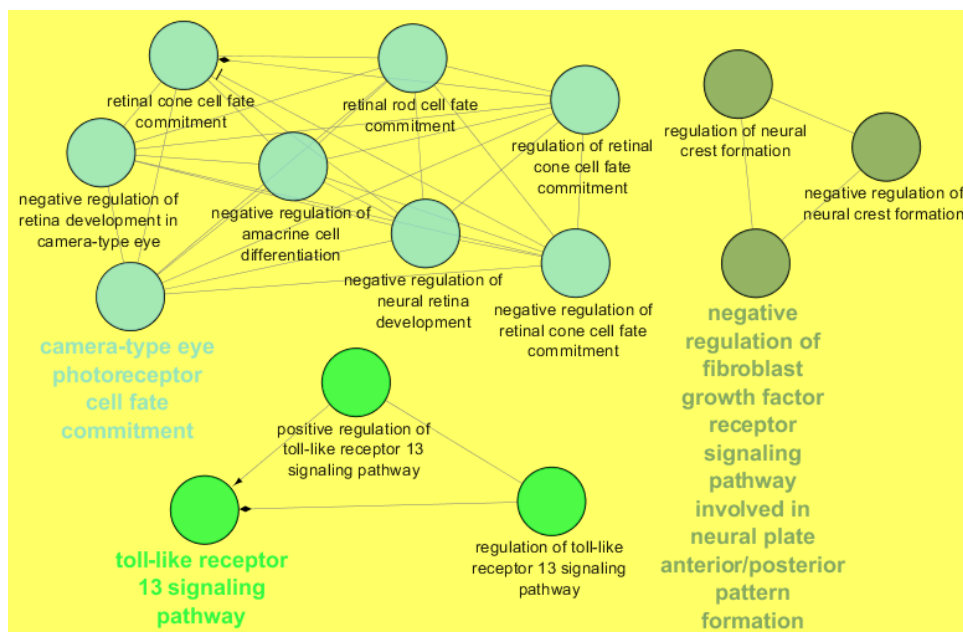 retinal cone cell fate
commitment
retinal rod cell fate
commitment
regulation of retinal
cone cell fate
commitment
regulation of neural
crest formation
negative regulation of
neural crest formation
negative regulation of
retina development in
camera-type eye
negative regulation of
amacrine cell
differentiation
negative regulation of
neural retina
development
negative regulation of
retinal cone cell fate
commitment
camera-type eye
photoreceptor
cell fate
commitment
negative
regulation of
fibroblast
growth factor
receptor
signaling
pathway
involved in
neural plate
anterior/posterior
pattern
formation
positive regulation of
toll-like receptor 13
signaling pathway
toll-like receptor
13 signaling
pathway
regulation of toll-like
receptor 13 signaling
pathway